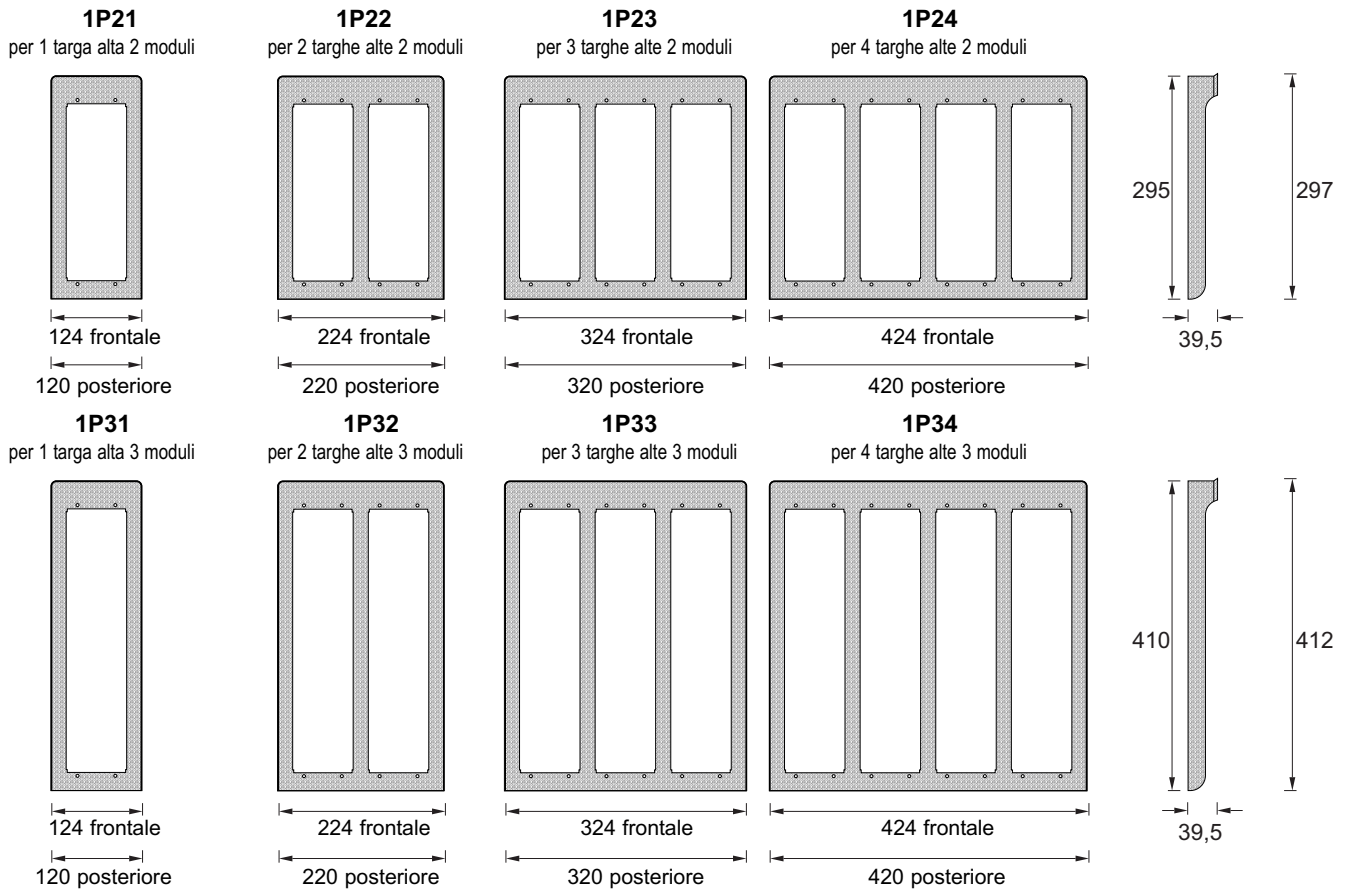 1P21
per 1 targa alta 2 moduli
1P22
per 2 targhe alte 2 moduli
1P23
per 3 targhe alte 2 moduli
1P24
per 4 targhe alte 2 moduli
295
297
39,5
124 frontale
224 frontale
324 frontale
424 frontale
120 posteriore
220 posteriore
320 posteriore
420 posteriore
1P31
per 1 targa alta 3 moduli
1P32
per 2 targhe alte 3 moduli
1P33
per 3 targhe alte 3 moduli
1P34
per 4 targhe alte 3 moduli
410
412
39,5
124 frontale
224 frontale
324 frontale
424 frontale
120 posteriore
220 posteriore
320 posteriore
420 posteriore